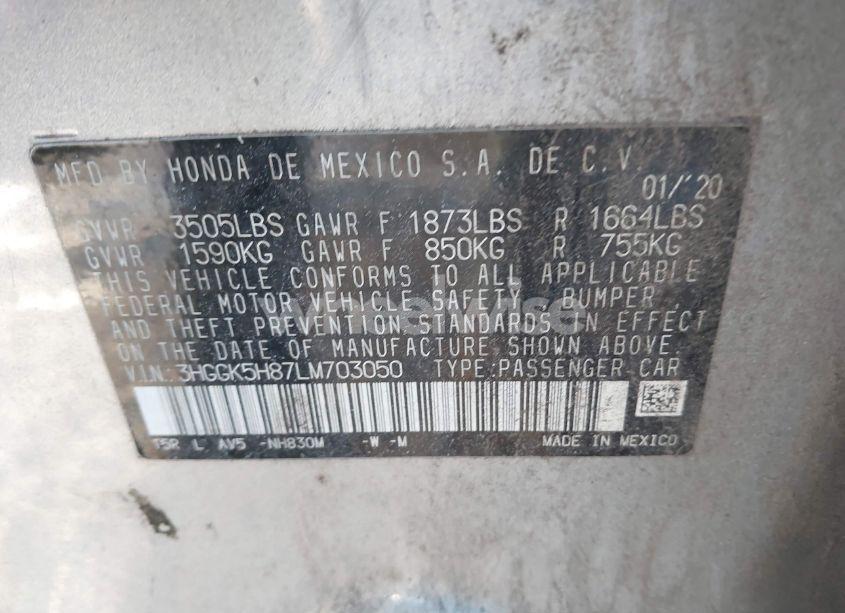 MFD BY HONDA DE MEXICO S.A. DE C.V.
01/'20
GVWR 3505LBS GAWR F 1873LBS R 1664LBS
GVWR 1590KG GAWR F 850KG R 755KG
THIS VEHICLE CONFORMS TO ALL APPLICABLE
FEDERAL MOTOR VEHICLE SAFETY, BUMPER,
AND THEFT PREVENTION STANDARDS IN EFFECT
ON THE DATE OF MANUFACTURE SHOWN ABOVE.
V.I.N.:3HGGK5H87LM703050 TYPE:PASSENGER CAR
T5R L AV5 -NH830M -W -M MADE IN MEXICO
wheelwise